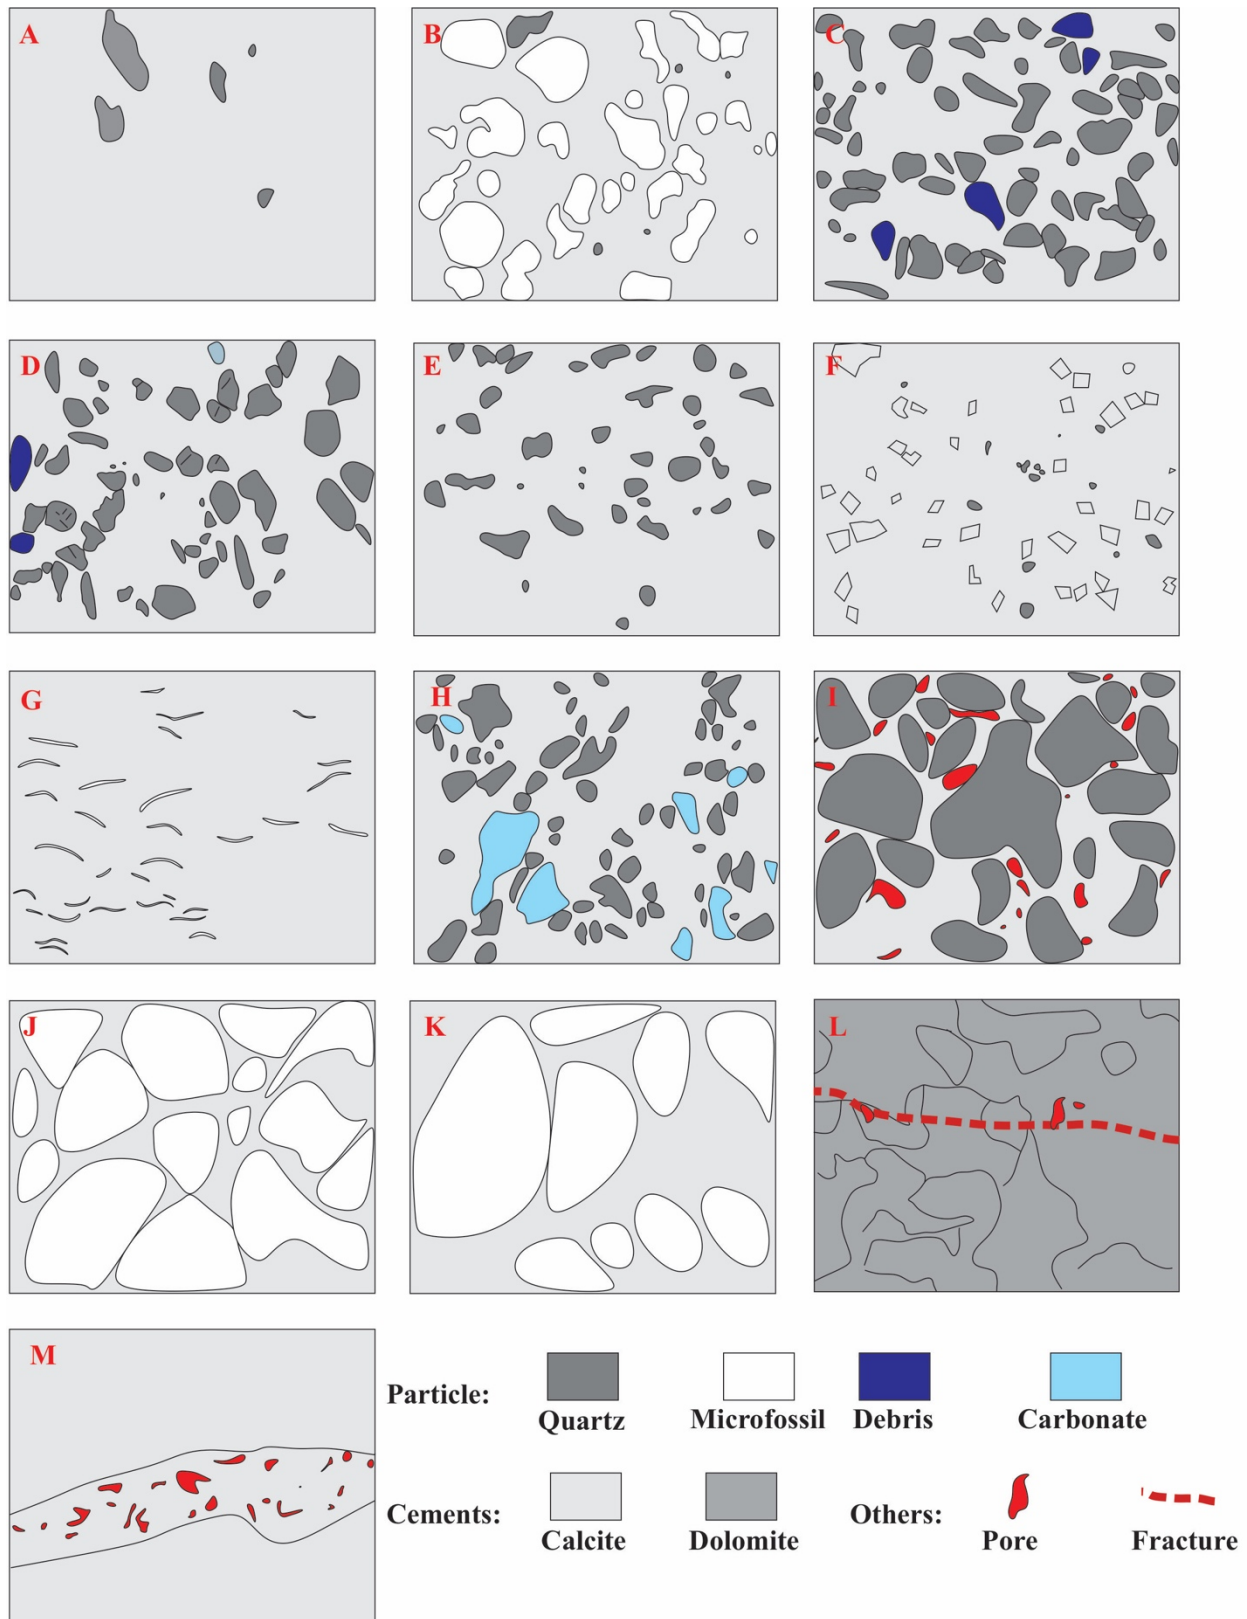 A
B
C
D
E
F
G
H
I
J
K
L
M
Particle:
Quartz
Microfossil
Debris
Carbonate
Cements:
Calcite
Dolomite
Others:
Pore
Fracture